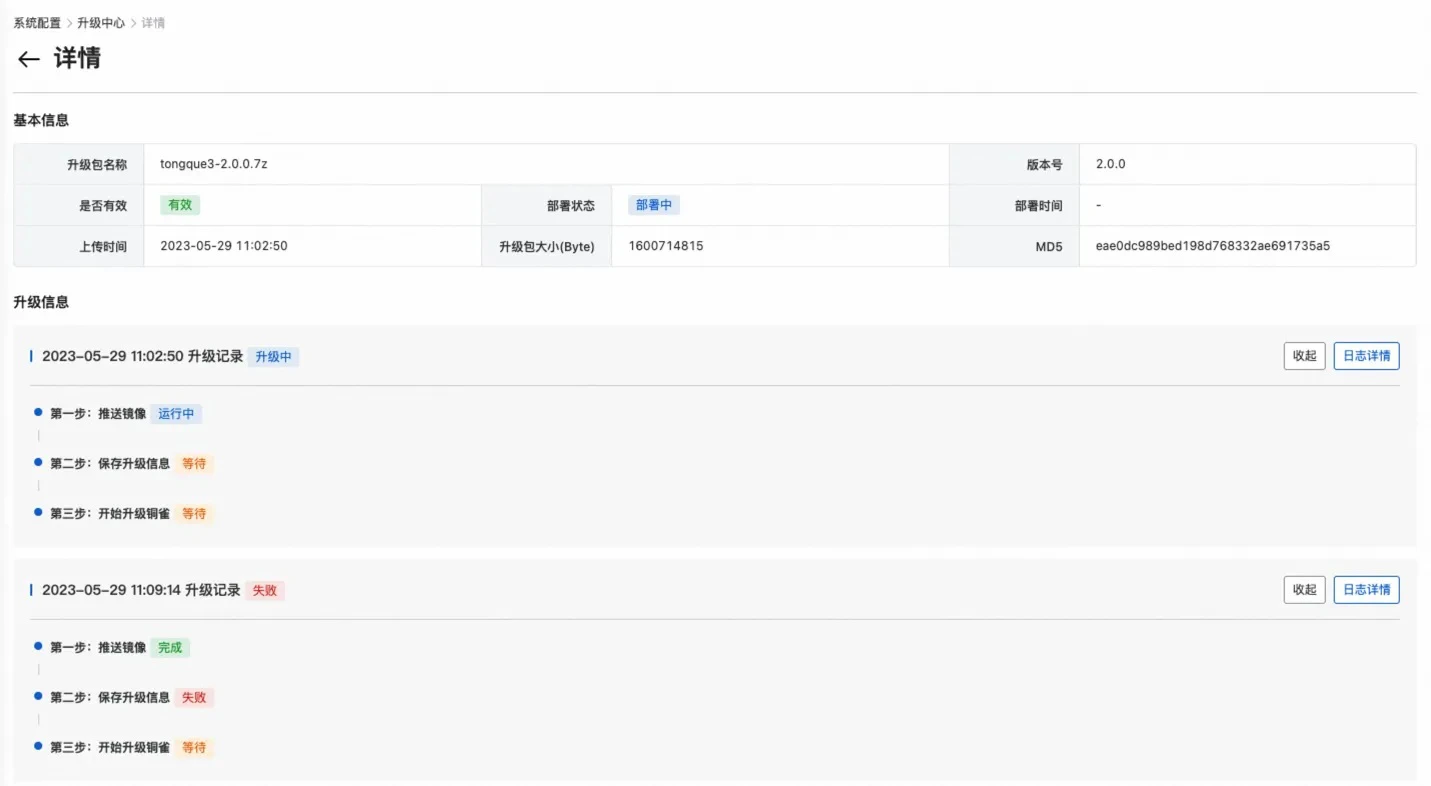 系统配置 > 升级中心 > 详情
← 详情
基本信息
升级包名称 tongque3-2.0.0.7z 版本号 2.0.0
是否有效 有效 部署状态 部署中 部署时间 -
上传时间 2023-05-29 11:02:50 升级包大小(Byte) 1600714815 MD5 eae0dc989bed198d768332ae691735a5
升级信息
2023-05-29 11:02:50 升级记录 升级中 收起 日志详情
第一步：推送镜像 运行中
第二步：保存升级信息 等待
第三步：开始升级铜雀 等待
2023-05-29 11:09:14 升级记录 失败 收起 日志详情
第一步：推送镜像 完成
第二步：保存升级信息 失败
第三步：开始升级铜雀 等待